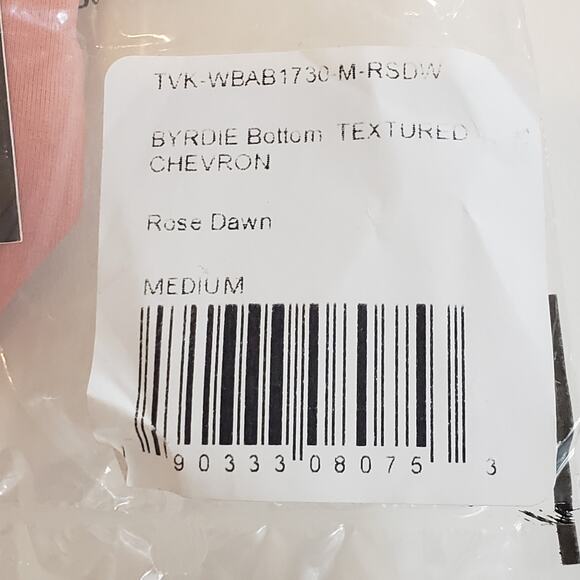 TVK-WBAB1730-M-RSDW
BYRDIE Bottom TEXTURED
CHEVRON
Rose Dawn
MEDIUM
90333 08075 3